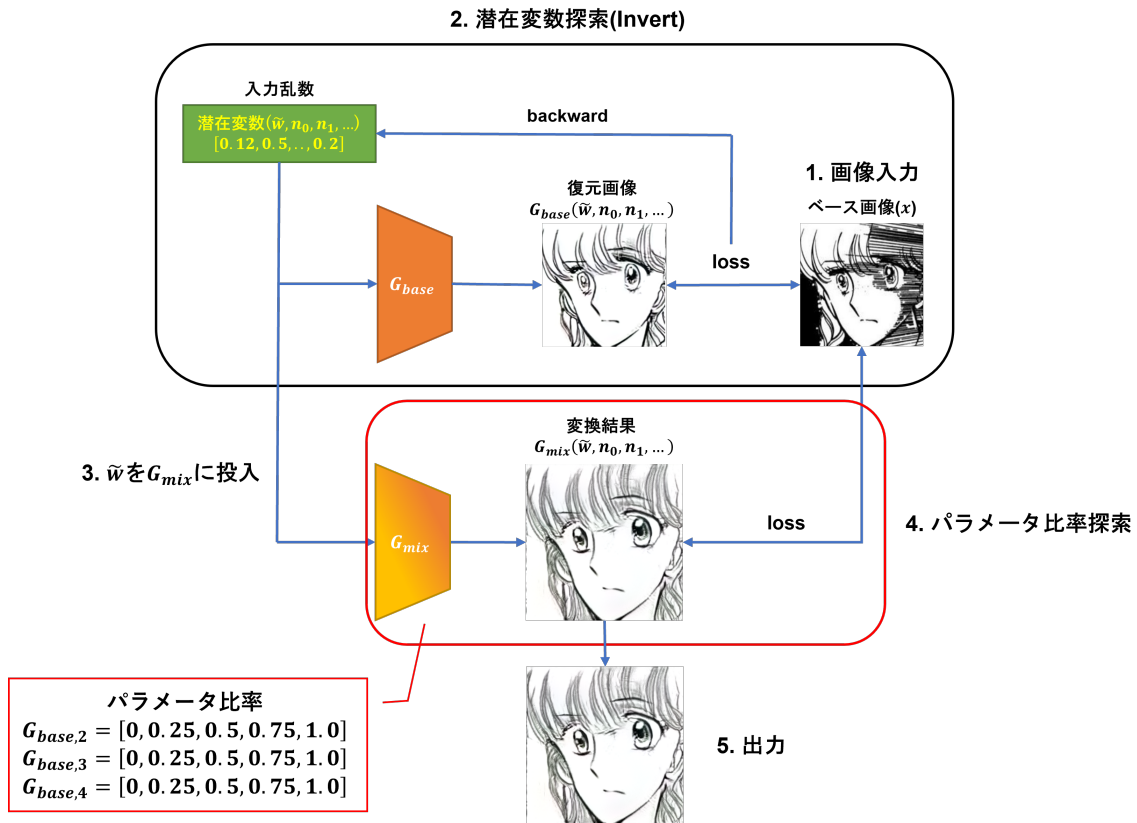 2. 潜在変数探索(Invert)
入力乱数
潜在変数(w̃, n₀, n₁, …)
[0.12, 0.5, . . , 0.2]
backward
1. 画像入力
ベース画像(x)
復元画像
G_base(w̃, n₀, n₁, …)
G_base
loss
変換結果
G_mix(w̃, n₀, n₁, …)
3. w̃をG_mixに投入
G_mix
loss
4. パラメータ比率探索
パラメータ比率
G_base,2 = [0, 0.25, 0.5, 0.75, 1.0]
G_base,3 = [0, 0.25, 0.5, 0.75, 1.0]
G_base,4 = [0, 0.25, 0.5, 0.75, 1.0]
5. 出力